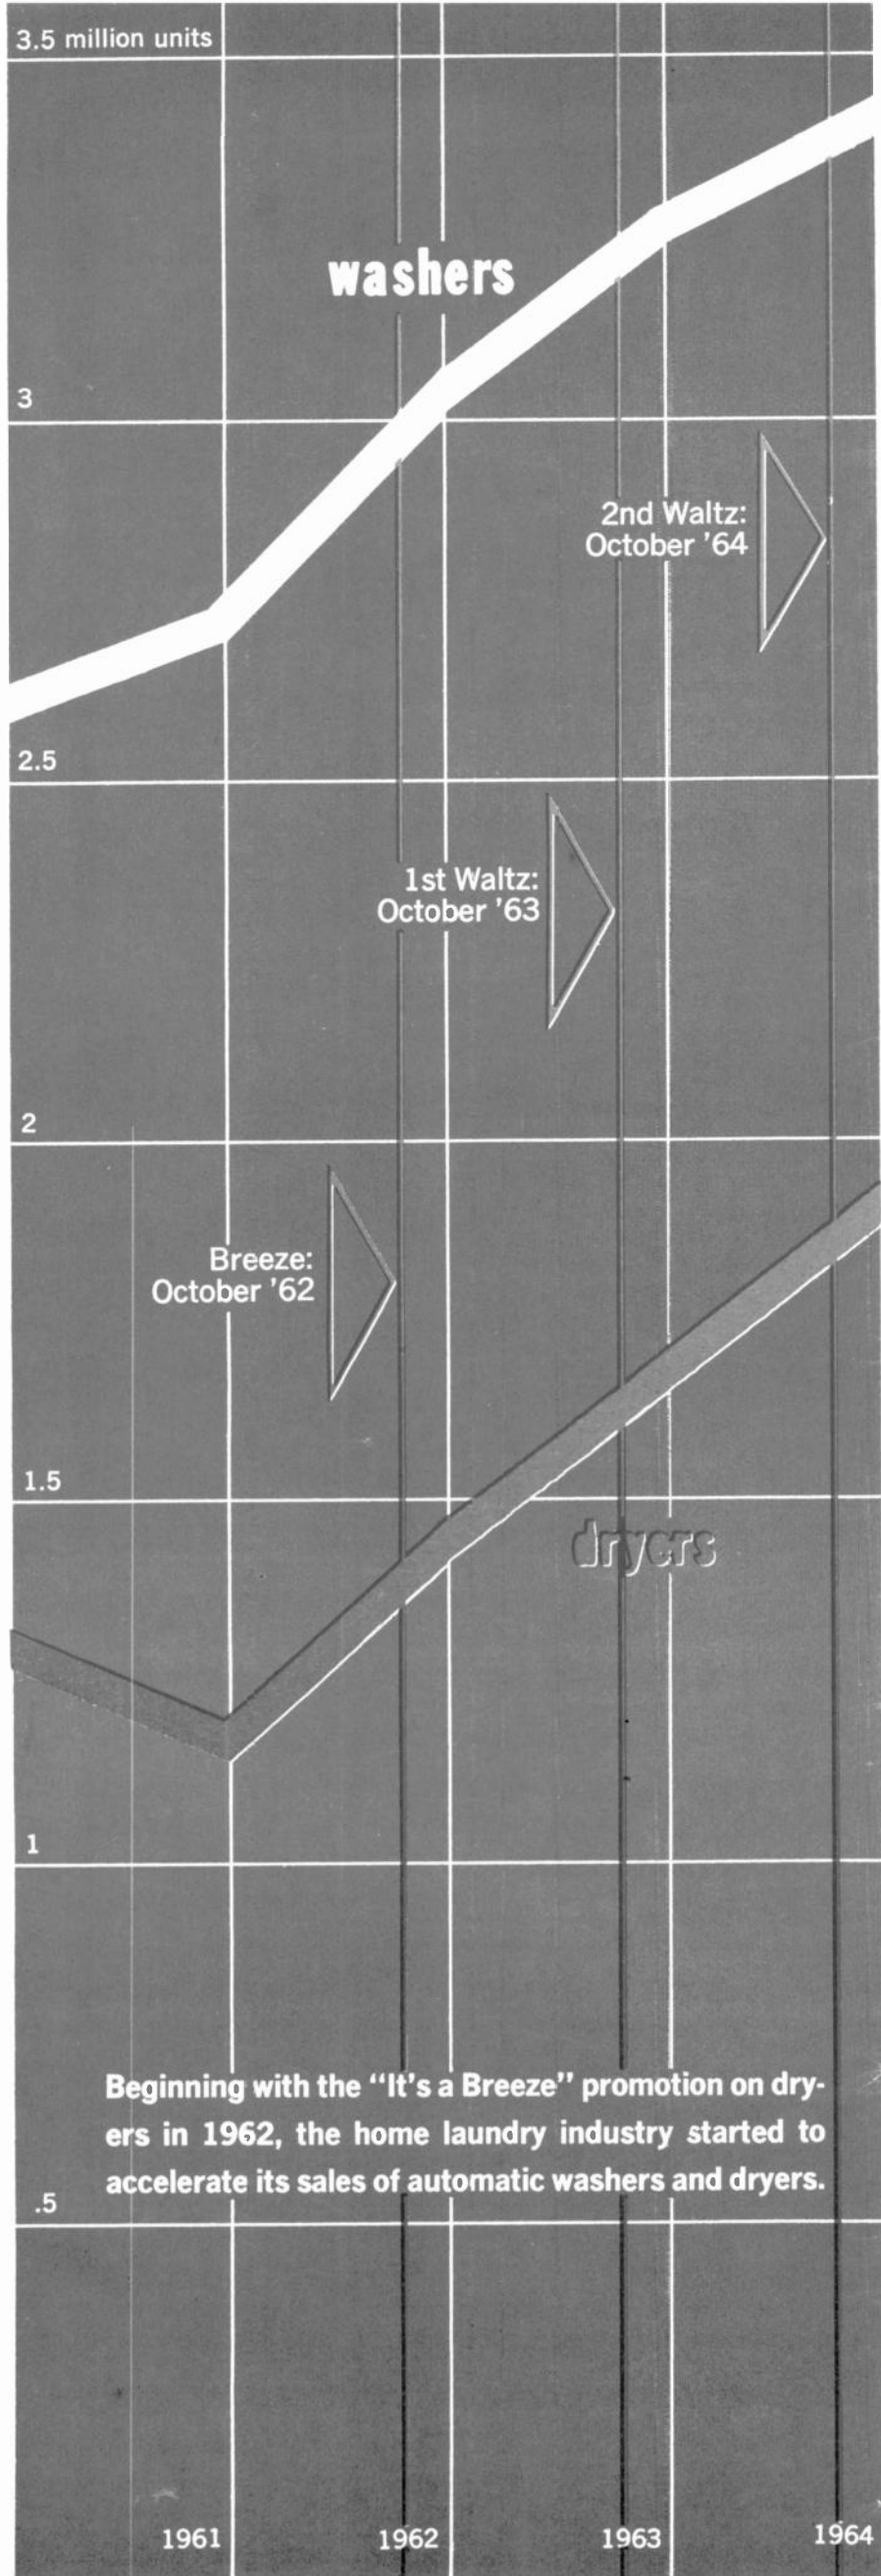 3.5 million units
washers
3
2nd Waltz:
October ’64
2.5
1st Waltz:
October ’63
2
Breeze:
October ’62
1.5
dryers
1
Beginning with the “It’s a Breeze” promotion on dry-
ers in 1962, the home laundry industry started to
accelerate its sales of automatic washers and dryers.
.5
1961 1962 1963 1964